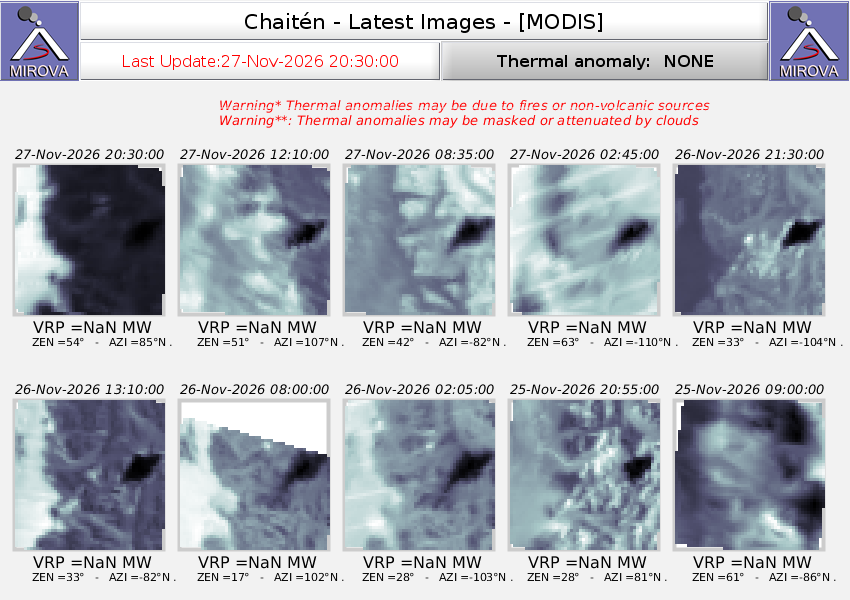 Chaitén - Latest Images - [MODIS]
MIROVA
Last Update:27-Nov-2026 20:30:00
Thermal anomaly: NONE
MIROVA
Warning* Thermal anomalies may be due to fires or non-volcanic sources
Warning**: Thermal anomalies may be masked or attenuated by clouds
27-Nov-2026 20:30:00
27-Nov-2026 12:10:00
27-Nov-2026 08:35:00
27-Nov-2026 02:45:00
26-Nov-2026 21:30:00
VRP =NaN MW
VRP =NaN MW
VRP =NaN MW
VRP =NaN MW
VRP =NaN MW
ZEN =54° - AZI =85°N .
ZEN =51° - AZI =107°N .
ZEN =42° - AZI =-82°N .
ZEN =63° - AZI =-110°N .
ZEN =33° - AZI =-104°N .
26-Nov-2026 13:10:00
26-Nov-2026 08:00:00
26-Nov-2026 02:05:00
25-Nov-2026 20:55:00
25-Nov-2026 09:00:00
VRP =NaN MW
VRP =NaN MW
VRP =NaN MW
VRP =NaN MW
VRP =NaN MW
ZEN =33° - AZI =-82°N .
ZEN =17° - AZI =102°N .
ZEN =28° - AZI =-103°N .
ZEN =28° - AZI =81°N .
ZEN =61° - AZI =-86°N .